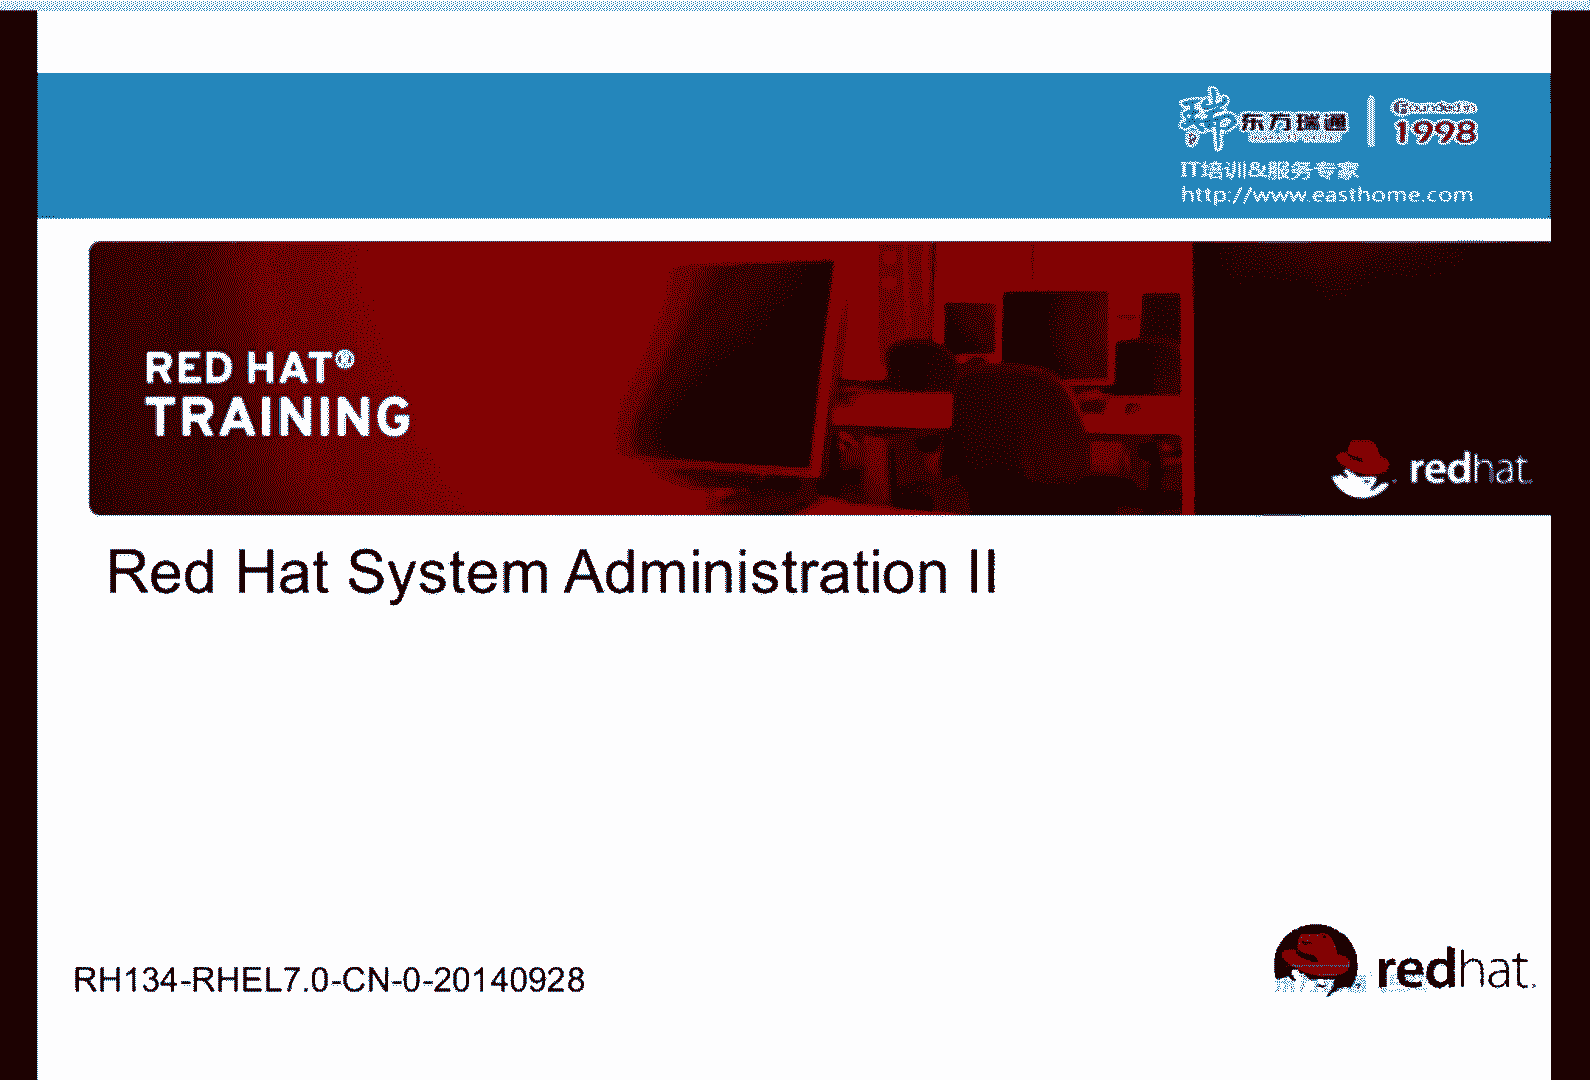 东方瑞通
Founded in
1998
IT培训&服务专家
http://www.easthome.com
RED HAT®
TRAINING
redhat.
Red Hat System Administration II
RH134-RHEL7.0-CN-0-20140928
redhat.